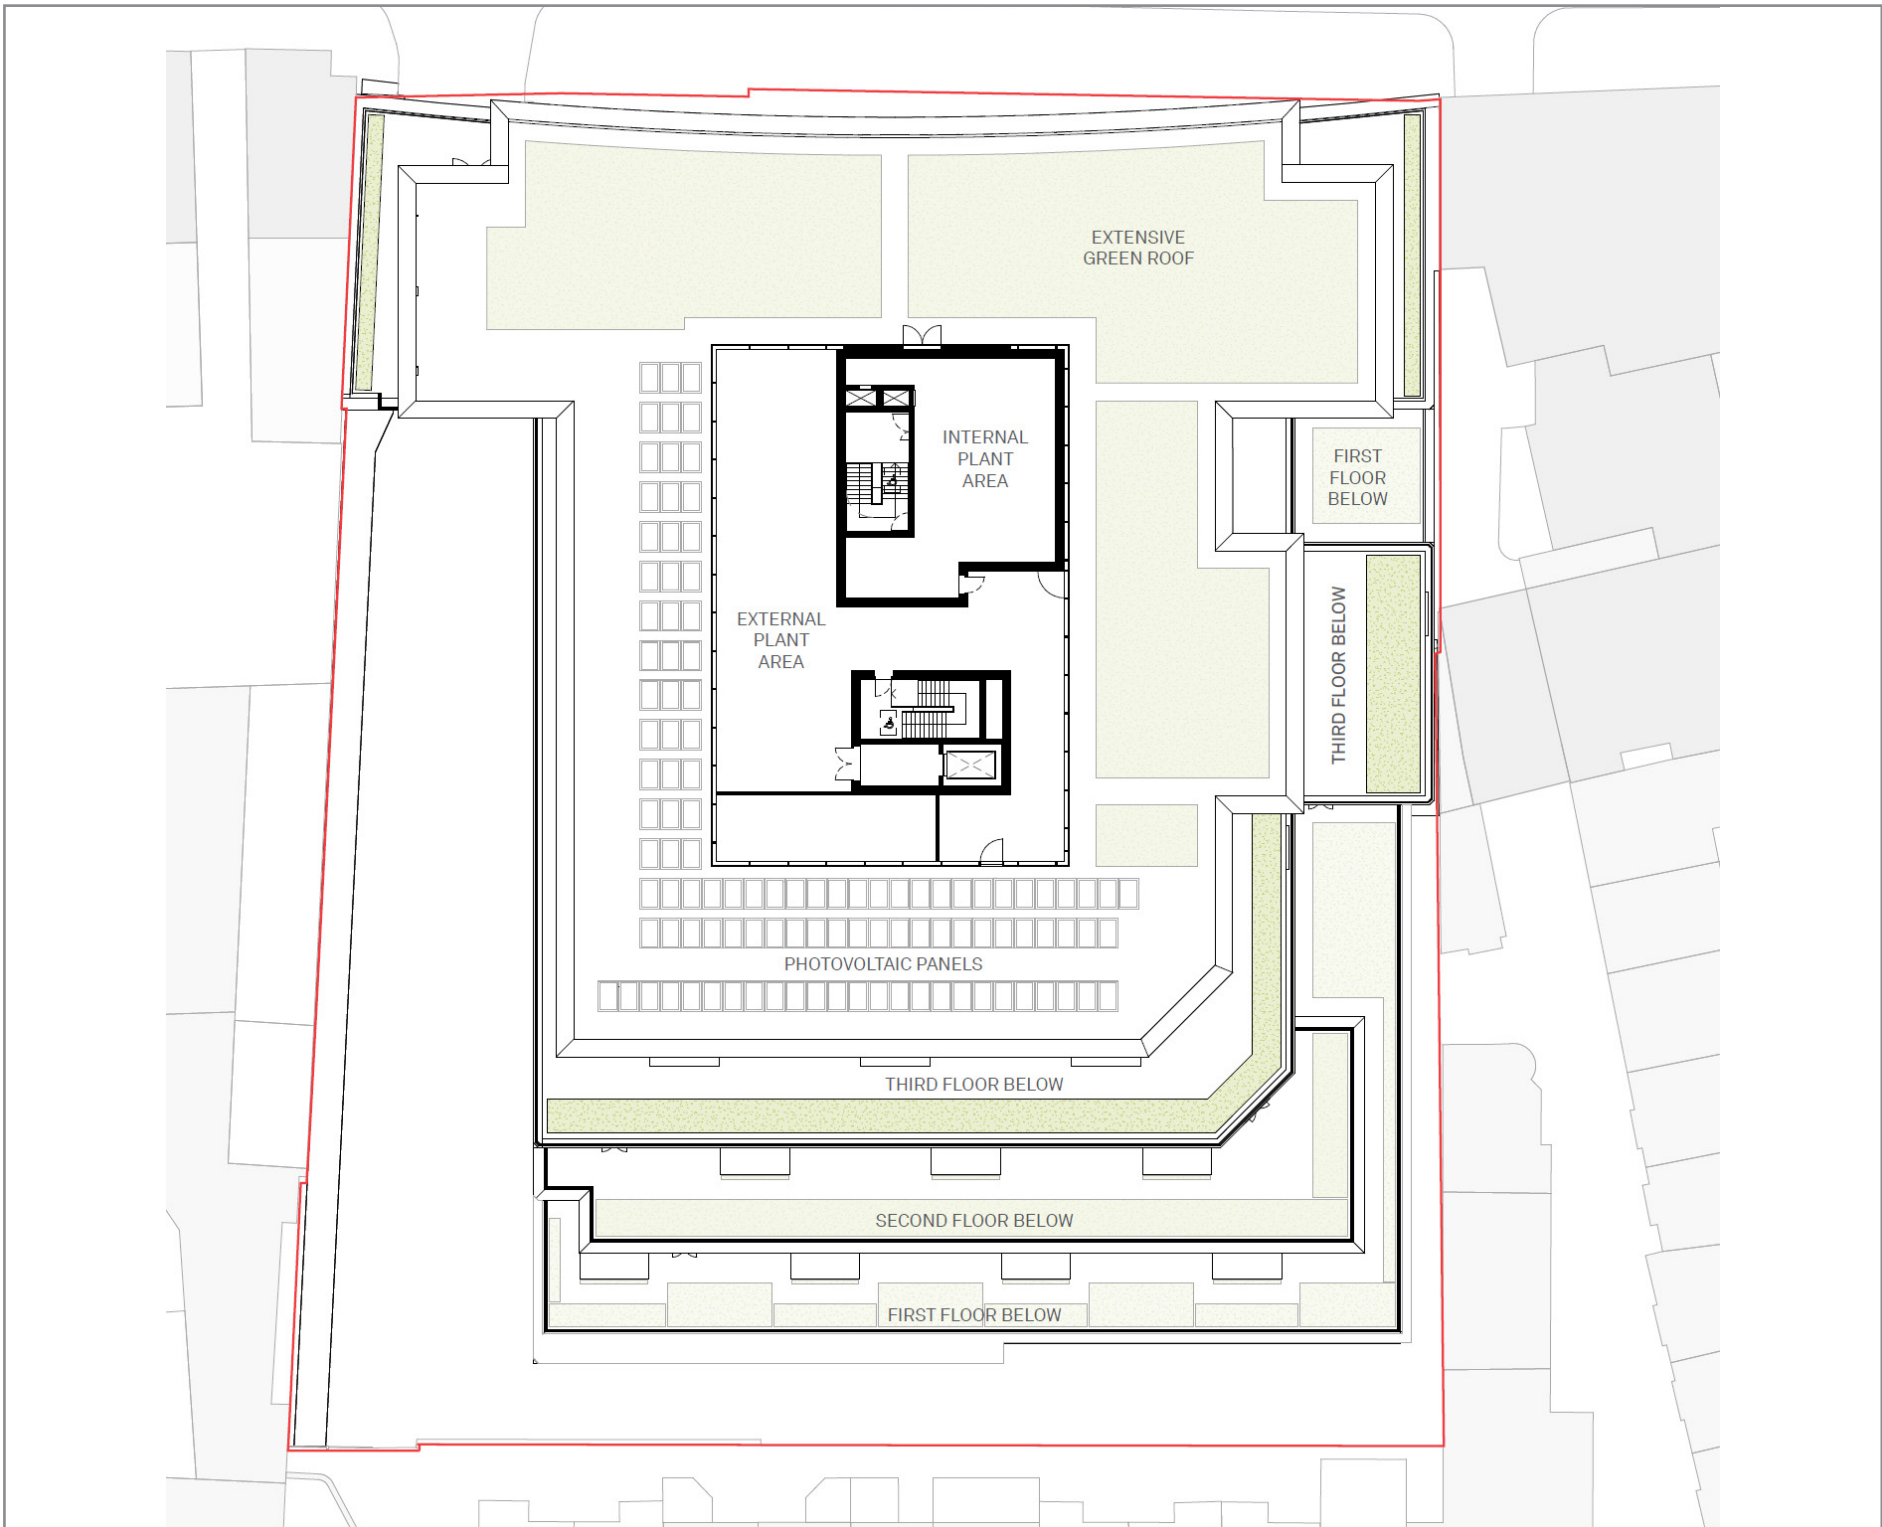 EXTENSIVE
GREEN ROOF
INTERNAL
PLANT
AREA
FIRST
FLOOR
BELOW
EXTERNAL
PLANT
AREA
THIRD FLOOR BELOW
PHOTOVOLTAIC PANELS
THIRD FLOOR BELOW
SECOND FLOOR BELOW
FIRST FLOOR BELOW